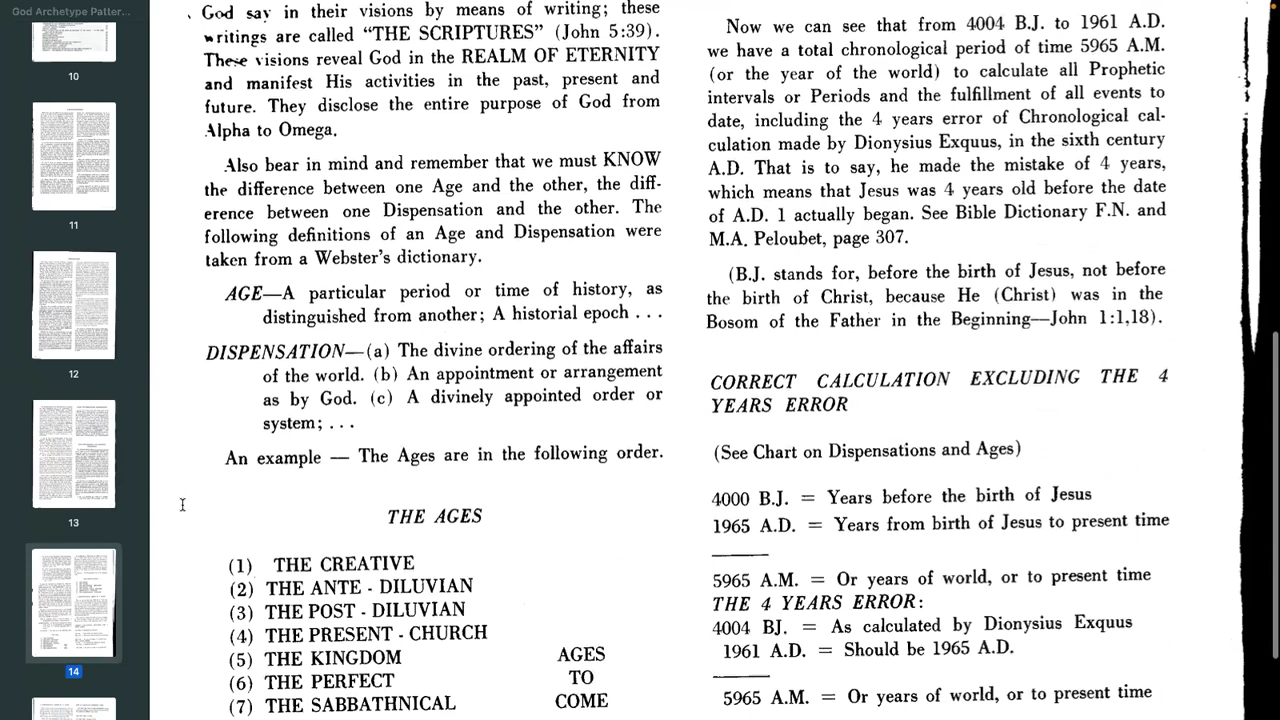 God Archetype Patter...
10
11
12
13
14
God say in their visions by means of writing; these
writings are called “THE SCRIPTURES” (John 5:39).
These visions reveal God in the REALM OF ETERNITY
and manifest His activities in the past, present and
future. They disclose the entire purpose of God from
Alpha to Omega.
Also bear in mind and remember that we must KNOW
the difference between one Age and the other, the diff-
erence between one Dispensation and the other. The
following definitions of an Age and Dispensation were
taken from a Webster's dictionary.
AGE—A particular period or time of history, as
distinguished from another; A historial epoch . . .
DISPENSATION—(a) The divine ordering of the affairs
of the world. (b) An appointment or arrangement
as by God. (c) A divinely appointed order or
system; . . .
An example — The Ages are in the following order.
THE AGES
(1) THE CREATIVE
(2) THE ANTE - DILUVIAN
(3) THE POST - DILUVIAN
(4) THE PRESENT - CHURCH
(5) THE KINGDOM AGES
(6) THE PERFECT TO
(7) THE SABBATHNICAL COME
Now we can see that from 4004 B.J. to 1961 A.D.
we have a total chronological period of time 5965 A.M.
(or the year of the world) to calculate all Prophetic
intervals or Periods and the fulfillment of all events to
date, including the 4 years error of Chronological cal-
culation made by Dionysius Exquus, in the sixth century
A.D. That is to say, he made the mistake of 4 years,
which means that Jesus was 4 years old before the date
of A.D. 1 actually began. See Bible Dictionary F.N. and
M.A. Peloubet, page 307.
(B.J. stands for, before the birth of Jesus, not before
the birth of Christ, because He (Christ) was in the
Bosom of the Father in the Beginning—John 1:1,18).
CORRECT CALCULATION EXCLUDING THE 4
YEARS ERROR
(See Chart on Dispensations and Ages)
4000 B.J. = Years before the birth of Jesus
1965 A.D. = Years from birth of Jesus to present time
5965 A.M. = Or years of world, or to present time
THE 4 YEARS ERROR:
4004 BJ. = As calculated by Dionysius Exquus
1961 A.D. = Should be 1965 A.D.
5965 A.M. = Or years of world, or to present time